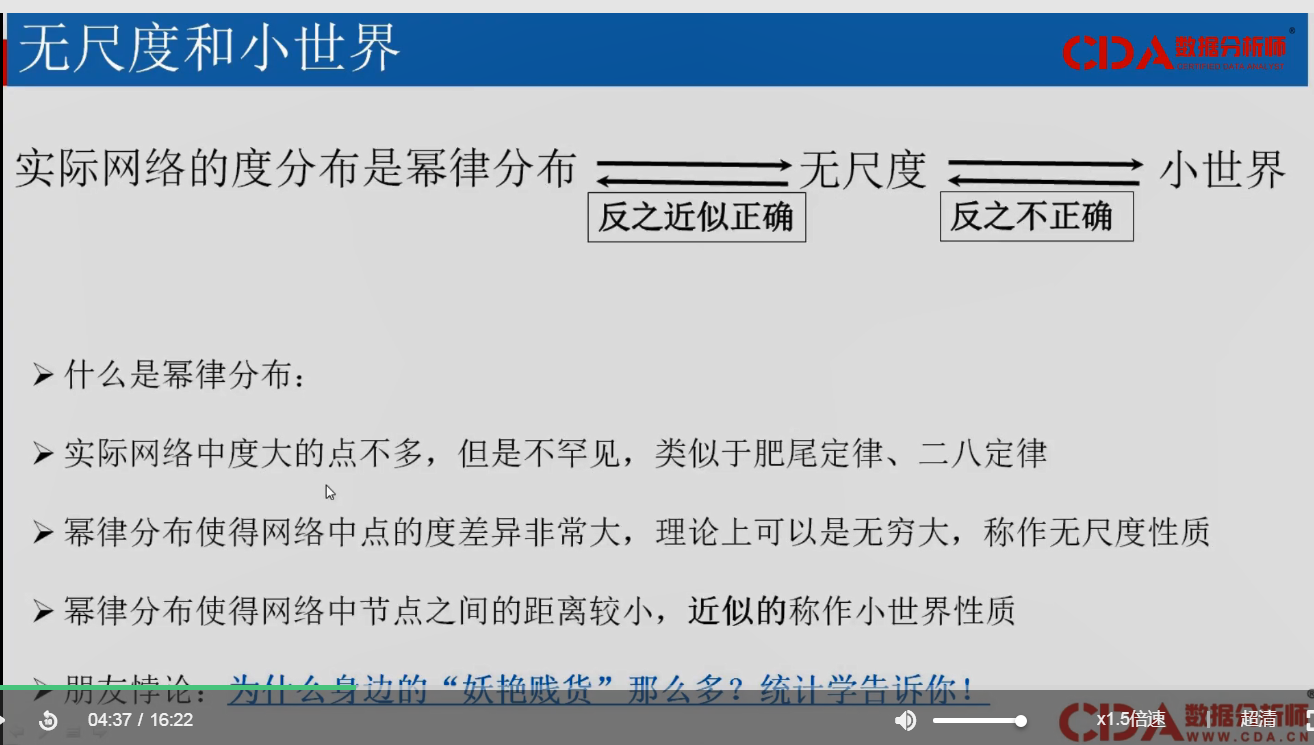 无尺度和小世界
CDA 数据分析师
实际网络的度分布是幂律分布 无尺度 小世界
反之近似正确 反之不正确
➢ 什么是幂律分布：
➢ 实际网络中度大的点不多，但是不罕见，类似于肥尾定律、二八定律
➢ 幂律分布使得网络中点的度差异非常大，理论上可以是无穷大，称作无尺度性质
➢ 幂律分布使得网络中节点之间的距离较小，近似的称作小世界性质
➢ 朋友悖论：为什么身边的“妖艳贱货”那么多？统计学告诉你！
04:37 / 16:22 x1.5倍速 超清
CDA 数据分析师
WWW.CDA.CN